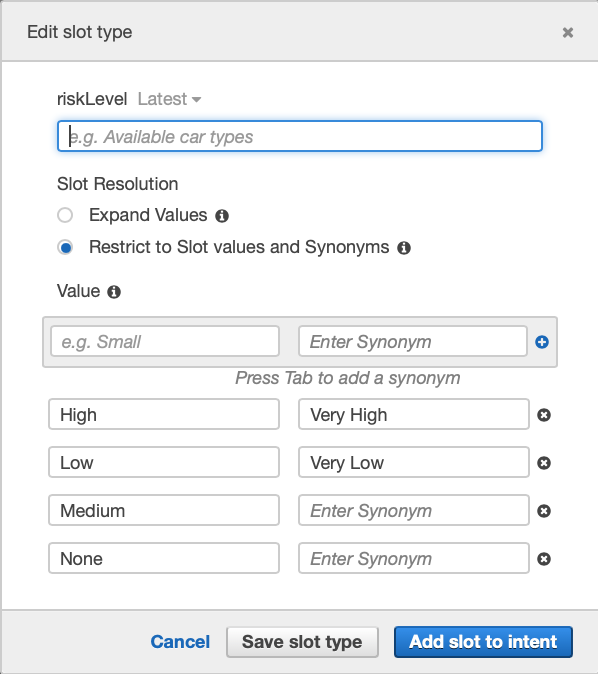 Edit slot type
riskLevel Latest
e.g. Available car types
Slot Resolution
Expand Values
Restrict to Slot values and Synonyms
Value
e.g. Small Enter Synonym
Press Tab to add a synonym
High Very High
Low Very Low
Medium Enter Synonym
None Enter Synonym
Cancel Save slot type Add slot to intent